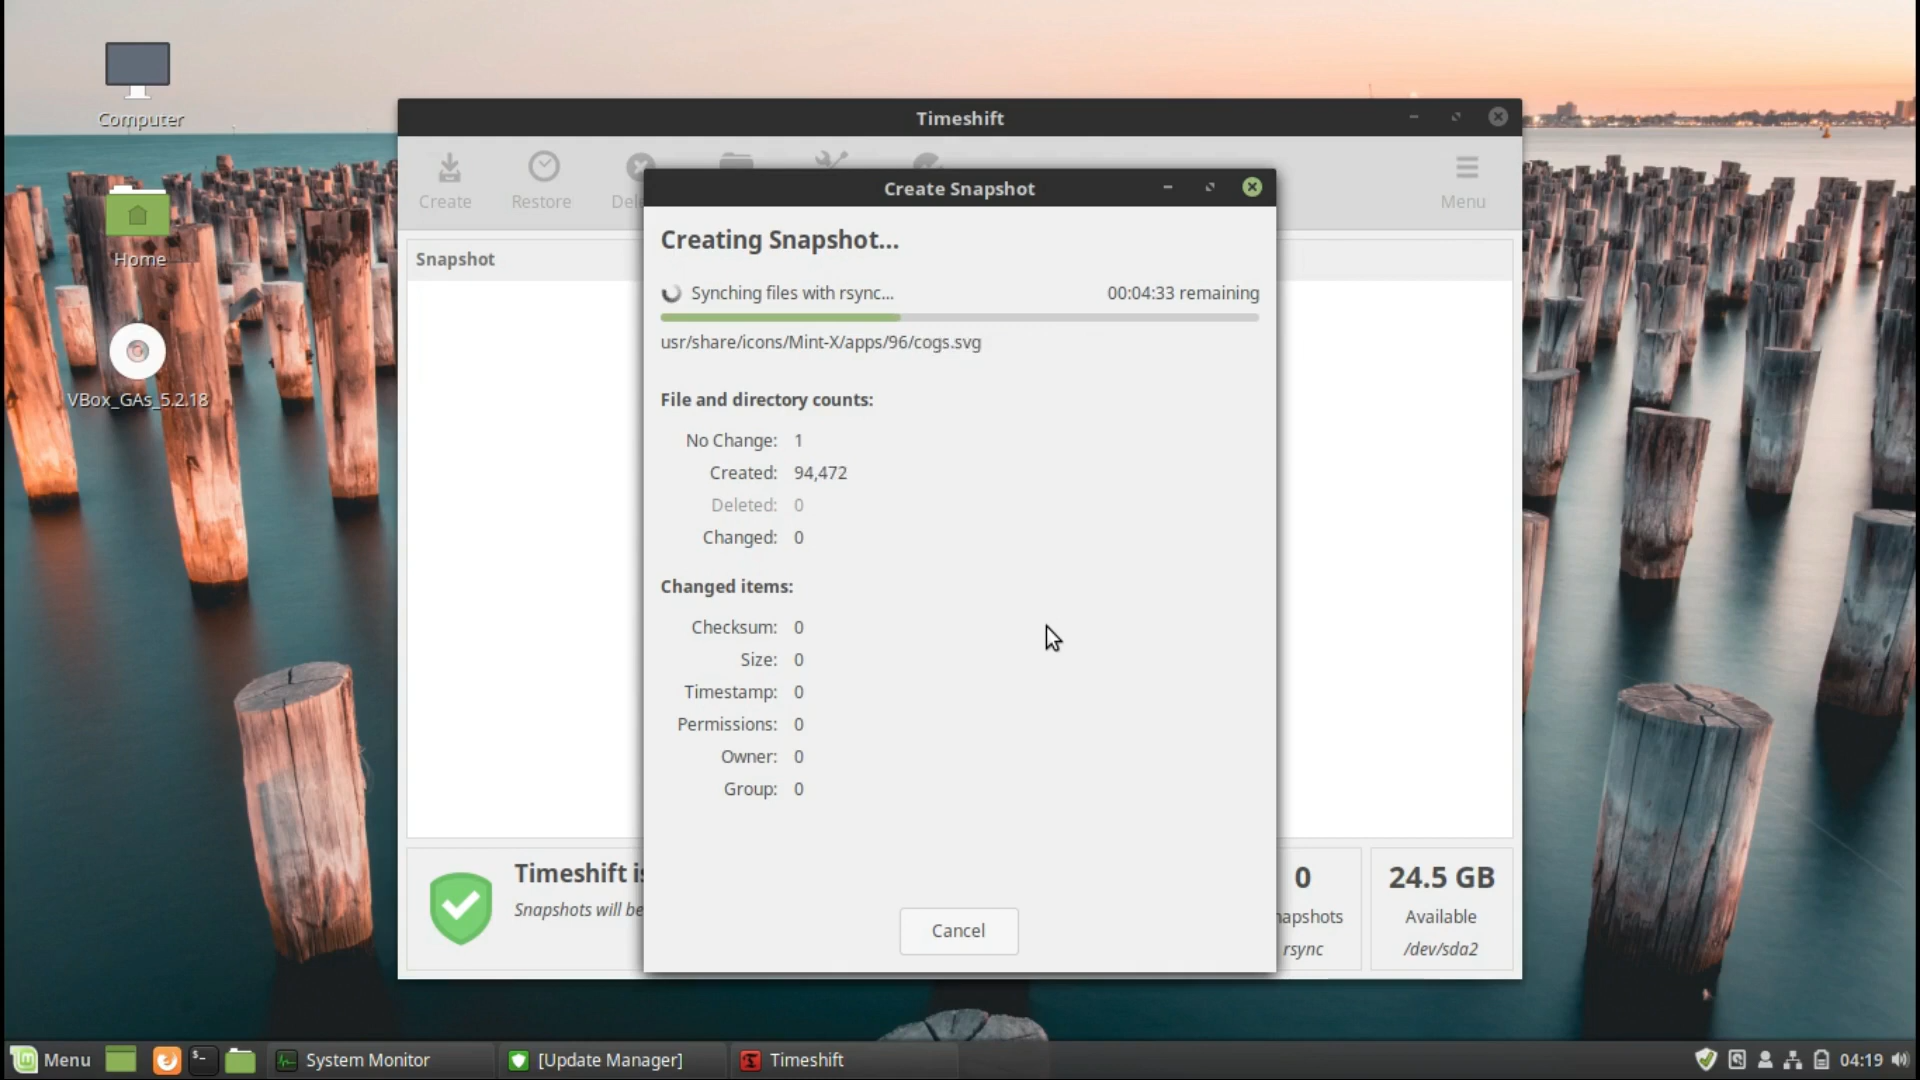 Computer
Home
VBox_GAs_5.2.18
Timeshift
Create
Restore
Menu
Snapshot
Create Snapshot
Creating Snapshot...
Synching files with rsync...
00:04:33 remaining
usr/share/icons/Mint-X/apps/96/cogs.svg
File and directory counts:
No Change: 1
Created: 94,472
Deleted: 0
Changed: 0
Changed items:
Checksum: 0
Size: 0
Timestamp: 0
Permissions: 0
Owner: 0
Group: 0
Cancel
Timeshift is
Snapshots will be
0
napshots
rsync
24.5 GB
Available
/dev/sda2
Menu
System Monitor
[Update Manager]
Timeshift
04:19